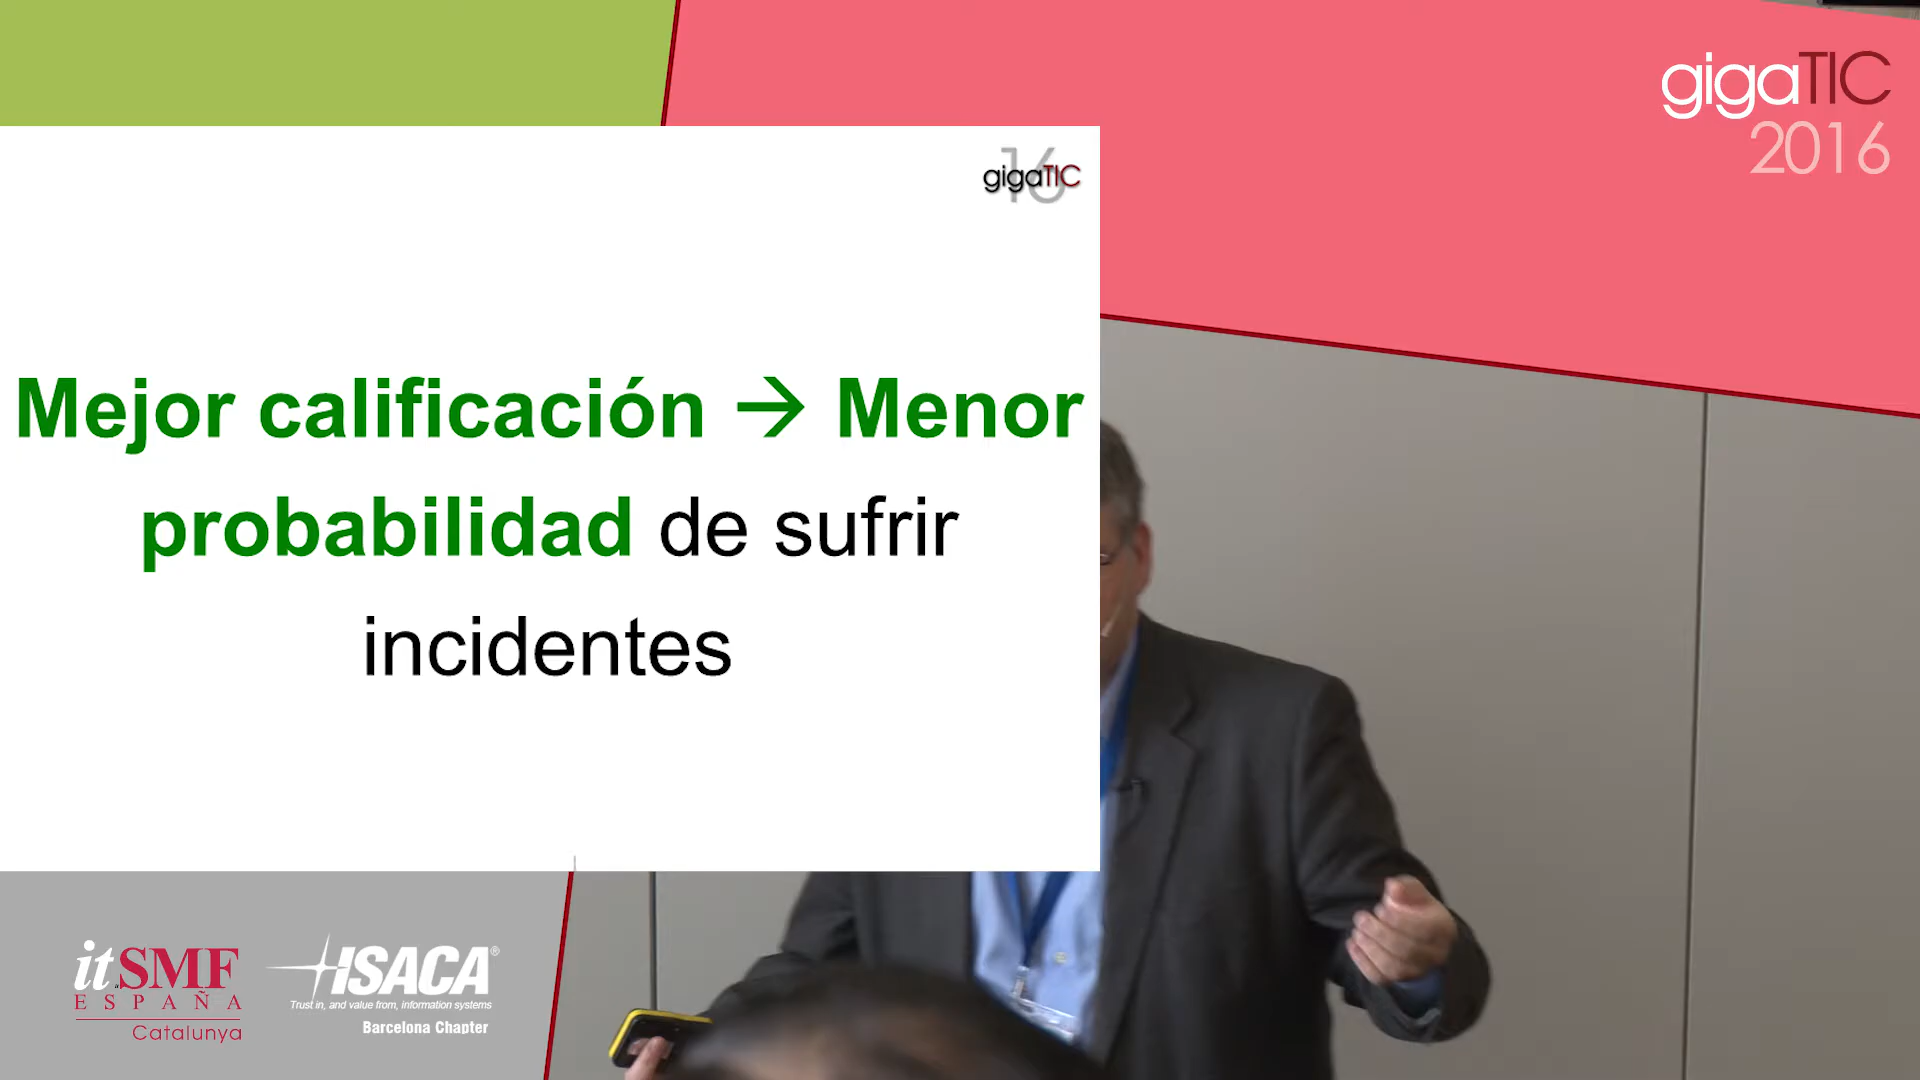 gigaTIC
2016
16
gigaTIC
Mejor calificación → Menor
probabilidad de sufrir
incidentes
itSMF
ESPAÑA
Catalunya
ISACA®
Trust in, and value from, information systems
Barcelona Chapter